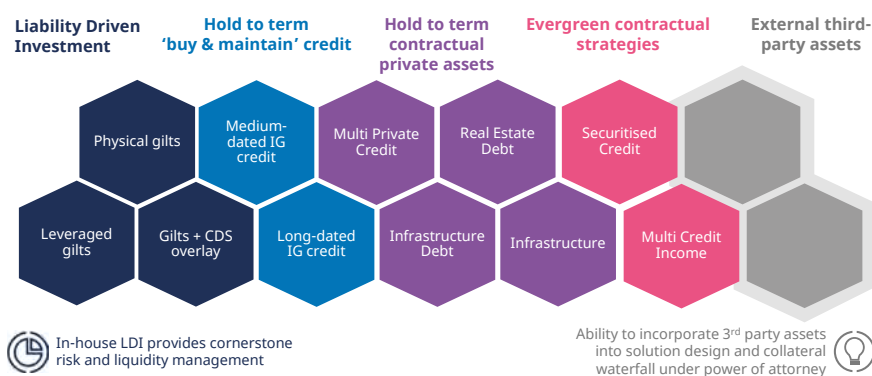 Liability Driven
Investment
Hold to term
‘buy & maintain’ credit
Hold to term
contractual
private assets
Evergreen contractual
strategies
External third-
party assets
Physical gilts
Medium-
dated IG
credit
Multi Private
Credit
Real Estate
Debt
Securitised
Credit
Leveraged
gilts
Gilts + CDS
overlay
Long-dated
IG credit
Infrastructure
Debt
Infrastructure
Multi Credit
Income
In-house LDI provides cornerstone
risk and liquidity management
Ability to incorporate 3rd party assets
into solution design and collateral
waterfall under power of attorney